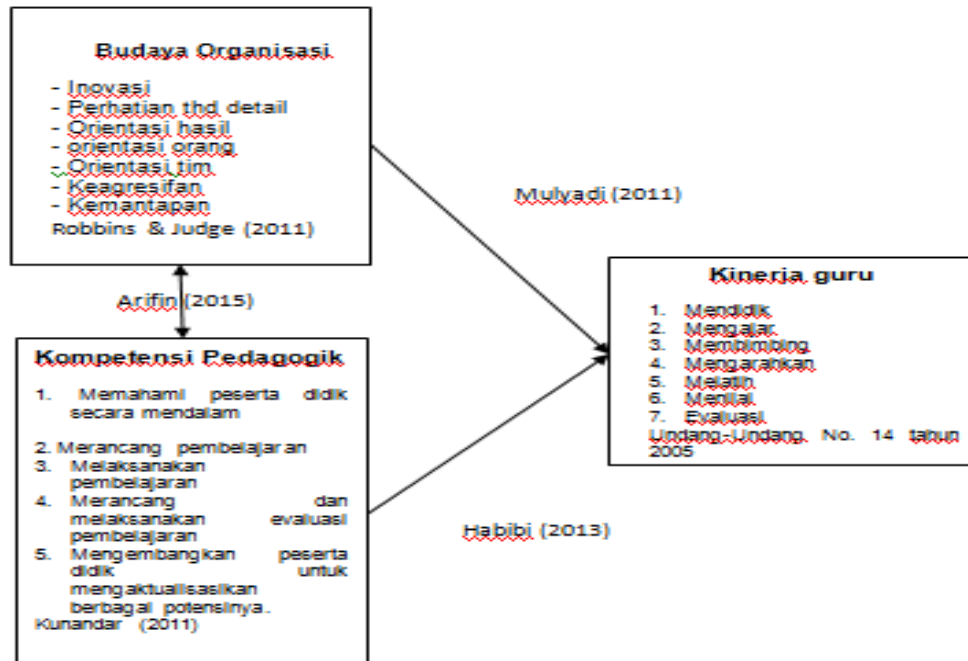 Budaya Organisasi
- Inovasi
- Perhatian thd detail
- Orientasi hasil
- orientasi orang
- Orientasi tim
- Keagresifan
- Kemantapan
Robbins & Judge (2011)
Mulyadi (2011)
Arifin (2015)
Kinerja guru
1. Mendidik
2. Mengajar
3. Membimbing
4. Mengarahkan
5. Melatih
6. Menilai
7. Evaluasi
Undang-Undang No. 14 tahun
2005
Kompetensi Pedagogik
1. Memahami peserta didik
secara mendalam
2. Merancang pembelajaran
3. Melaksanakan
pembelajaran
4. Merancang dan
melaksanakan evaluasi
pembelajaran
5. Mengembangkan peserta
didik untuk
mengaktualisasikan
berbagai potensinya.
Kunandar (2011)
Habibi (2013)